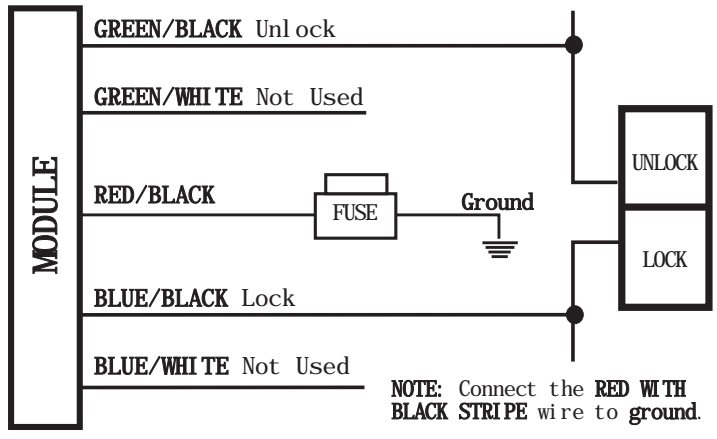 GREEN/BLACK Unlock
GREEN/WHITE Not Used
MODULE
UNLOCK
RED/BLACK
FUSE
Ground
LOCK
BLUE/BLACK Lock
BLUE/WHITE Not Used
NOTE: Connect the RED WITH
BLACK STRIPE wire to ground.